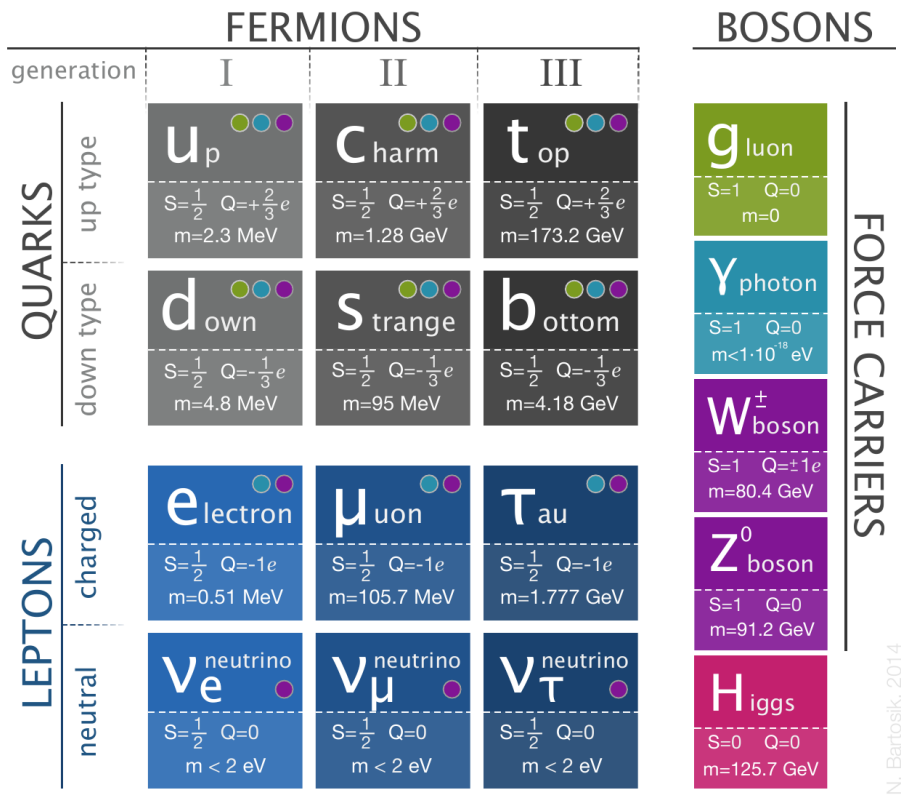 FERMIONS
BOSONS
generation
I
II
III
QUARKS
up type
up
S=1/2 Q=+2/3e
m=2.3 MeV
charm
S=1/2 Q=+2/3e
m=1.28 GeV
top
S=1/2 Q=+2/3e
m=173.2 GeV
down type
down
S=1/2 Q=-1/3e
m=4.8 MeV
strange
S=1/2 Q=-1/3e
m=95 MeV
bottom
S=1/2 Q=-1/3e
m=4.18 GeV
LEPTONS
charged
electron
S=1/2 Q=-1e
m=0.51 MeV
μuon
S=1/2 Q=-1e
m=105.7 MeV
τau
S=1/2 Q=-1e
m=1.777 GeV
neutral
νe neutrino
S=1/2 Q=0
m < 2 eV
νμ neutrino
S=1/2 Q=0
m < 2 eV
ντ neutrino
S=1/2 Q=0
m < 2 eV
gluon
S=1 Q=0
m=0
γ photon
S=1 Q=0
m<1·10^-18 eV
W± boson
S=1 Q=±1e
m=80.4 GeV
Z0 boson
S=1 Q=0
m=91.2 GeV
Higgs
S=0 Q=0
m=125.7 GeV
FORCE CARRIERS
N. Bartosik, 2014